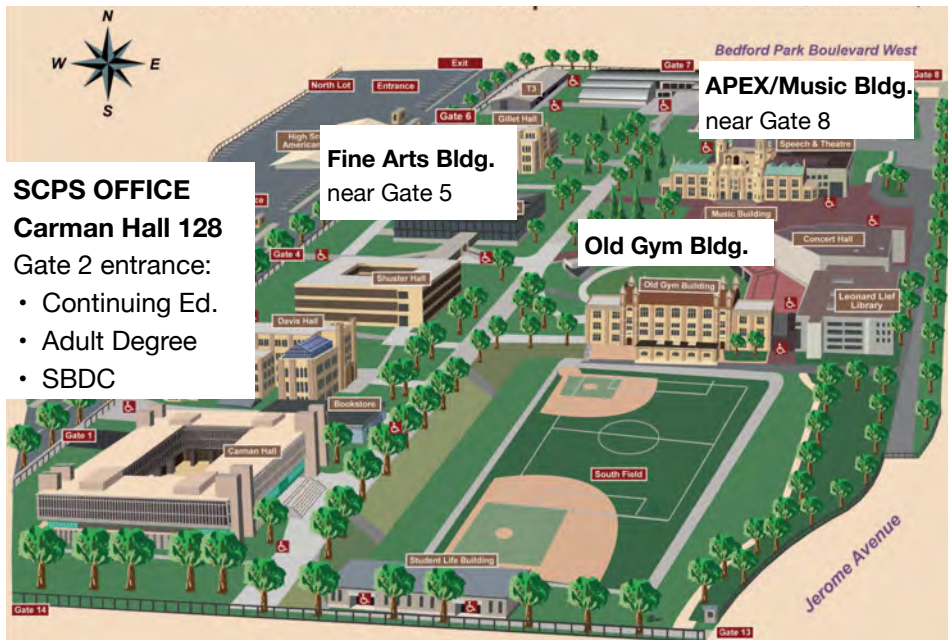 N
W
E
S
Bedford Park Boulevard West
Exit
Gate 7
Gate 8
North Lot
Entrance
T3
APEX/Music Bldg.
near Gate 8
Gate 6
Gillet Hall
High
American
Fine Arts Bldg.
near Gate 5
Speech & Theatre
SCPS OFFICE
Carman Hall 128
Gate 2 entrance:
• Continuing Ed.
• Adult Degree
• SBDC
Music Building
Concert Hall
Old Gym Bldg.
Gate 4
Shuster Hall
Old Gym Building
Leonard Lief
Library
Davis Hall
Bookstore
Gate 1
Carman Hall
South Field
Student Life Building
Jerome Avenue
Gate 14
Gate 13